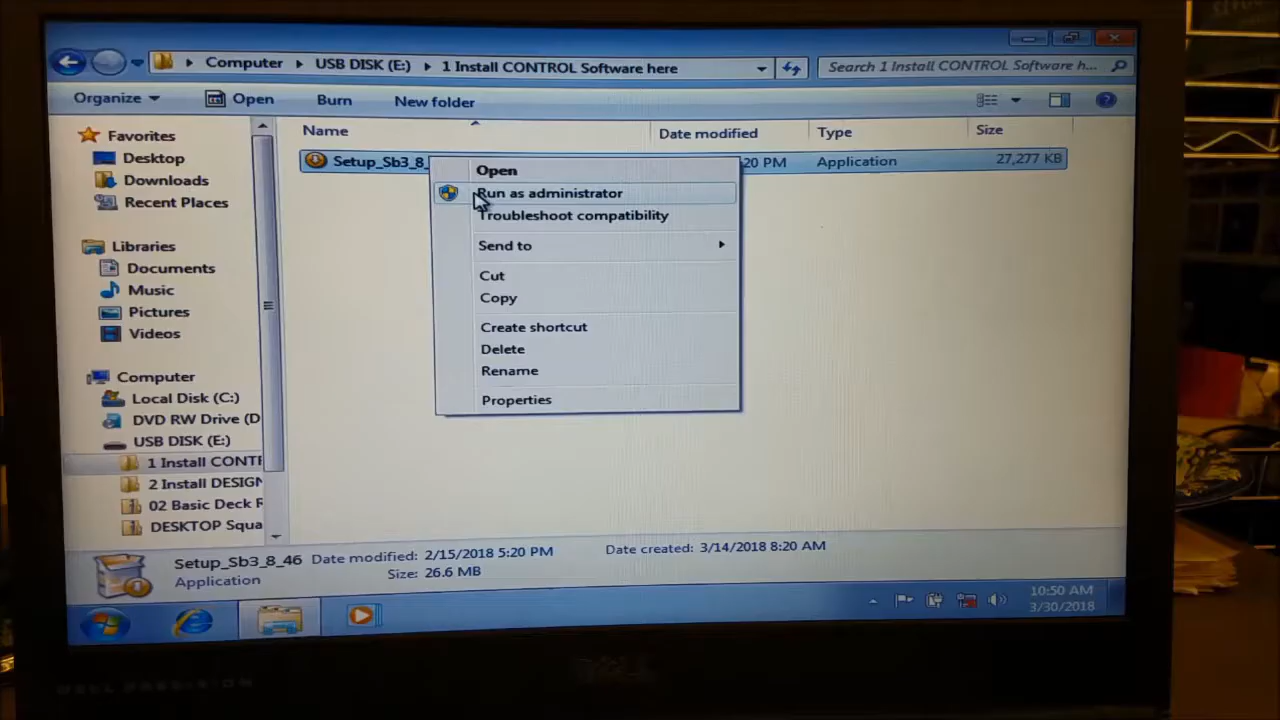 Computer USB DISK (E:) 1 Install CONTROL Software here
Search 1 Install CONTROL Software h...
Organize Open Burn New folder
Name Date modified Type Size
Setup_Sb3_8_ 20 PM Application 27,277 KB
Open
Run as administrator
Troubleshoot compatibility
Send to
Cut
Copy
Create shortcut
Delete
Rename
Properties
Favorites
Desktop
Downloads
Recent Places
Libraries
Documents
Music
Pictures
Videos
Computer
Local Disk (C:)
DVD RW Drive (D
USB DISK (E:)
1 Install CONT
2 Install DESIGN
02 Basic Deck
DESKTOP Squa
Setup_Sb3_8_46 Date modified: 2/15/2018 5:20 PM Date created: 3/14/2018 8:20 AM
Application Size: 26.6 MB
10:50 AM
3/30/2018
DELL
DELL PRECISION